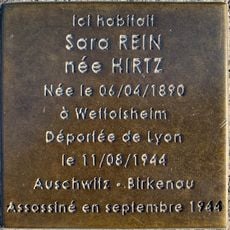 Ici habitait
Sara REIN
née HIRTZ
Née le 06/04/1890
à Wettolsheim
Déportée de Lyon
le 11/08/1944
Auschwitz - Birkenau
Assassiné en septembre 1944